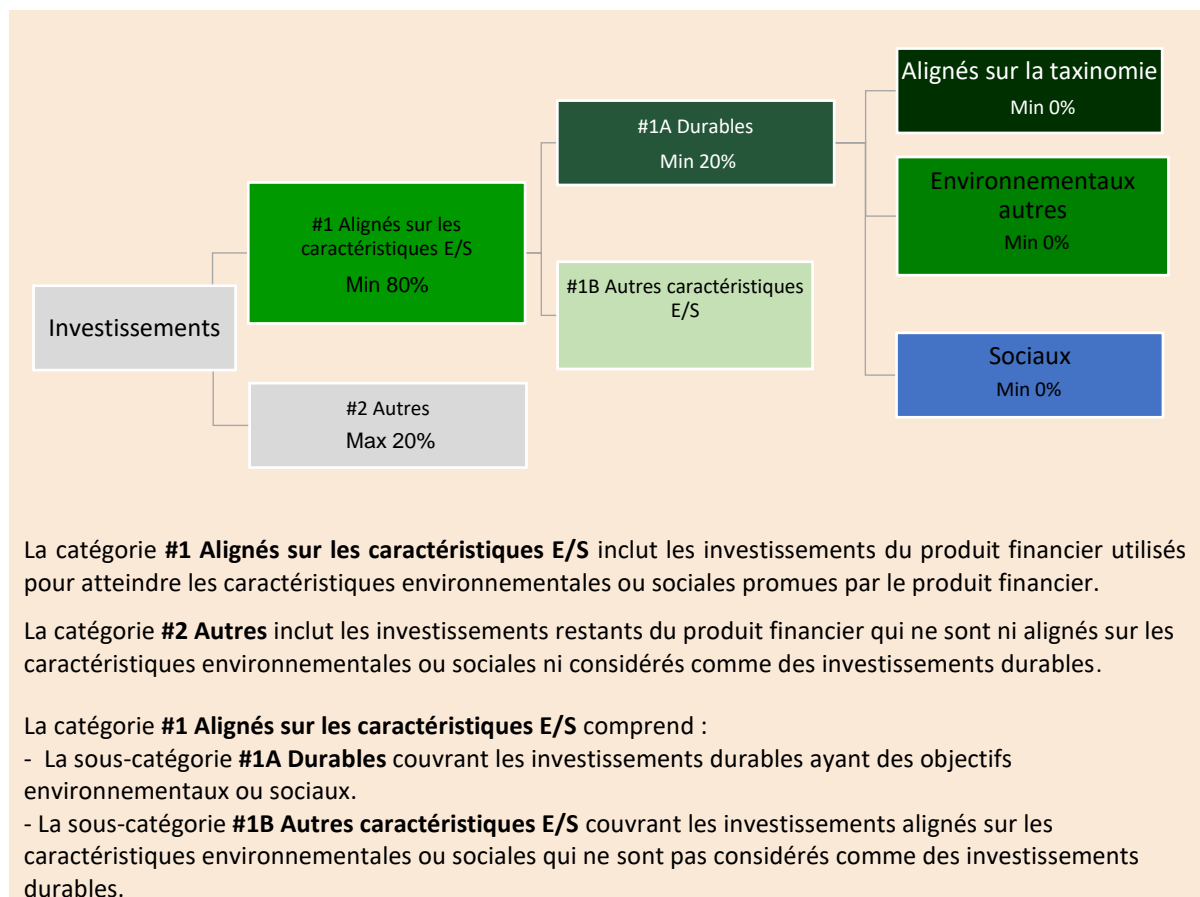 Investissements
#1 Alignés sur les
caractéristiques E/S
Min 80%
#2 Autres
Max 20%
#1A Durables
Min 20%
#1B Autres caractéristiques
E/S
Alignés sur la taxinomie
Min 0%
Environnementaux
autres
Min 0%
Sociaux
Min 0%
La catégorie #1 Alignés sur les caractéristiques E/S inclut les investissements du produit financier utilisés
pour atteindre les caractéristiques environnementales ou sociales promues par le produit financier.
La catégorie #2 Autres inclut les investissements restants du produit financier qui ne sont ni alignés sur les
caractéristiques environnementales ou sociales ni considérés comme des investissements durables.
La catégorie #1 Alignés sur les caractéristiques E/S comprend :
- La sous-catégorie #1A Durables couvrant les investissements durables ayant des objectifs
environnementaux ou sociaux.
- La sous-catégorie #1B Autres caractéristiques E/S couvrant les investissements alignés sur les
caractéristiques environnementales ou sociales qui ne sont pas considérés comme des investissements
durables.